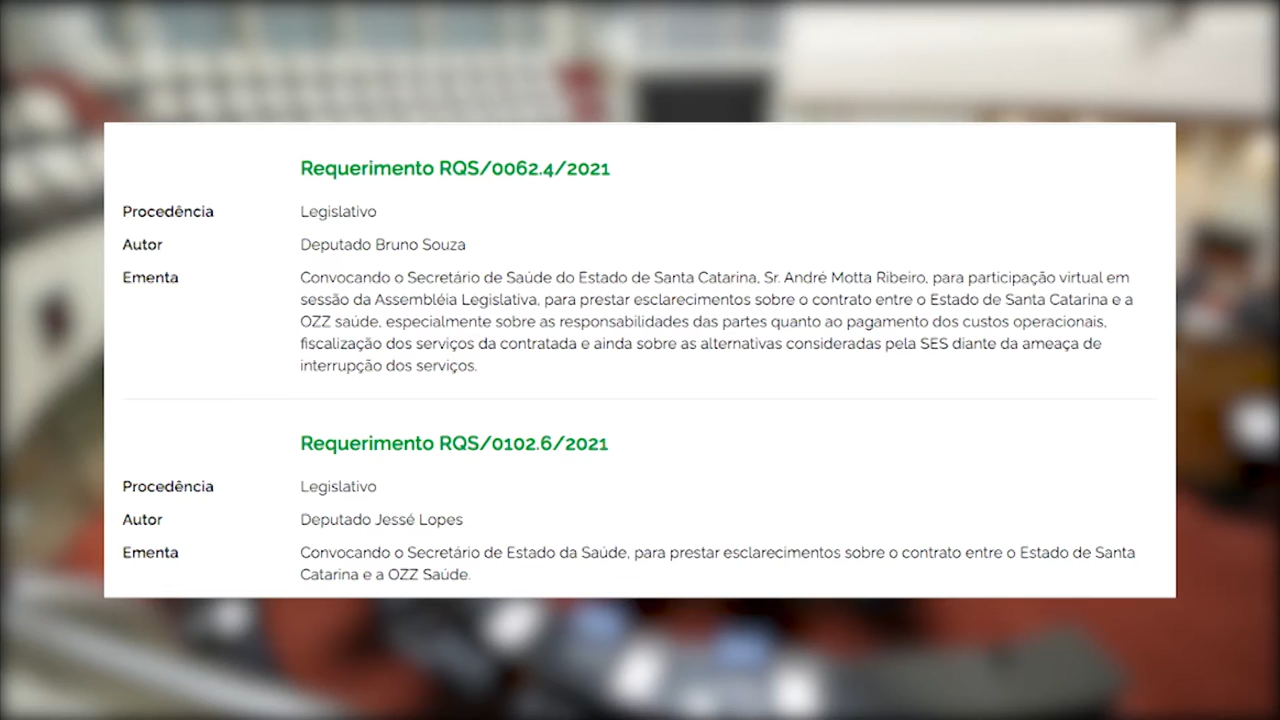 Requerimento RQS/0062.4/2021
Procedência Legislativo
Autor Deputado Bruno Souza
Ementa Convocando o Secretário de Saúde do Estado de Santa Catarina, Sr. André Motta Ribeiro, para participação virtual em
sessão da Assembléia Legislativa, para prestar esclarecimentos sobre o contrato entre o Estado de Santa Catarina e a
OZZ saúde, especialmente sobre as responsabilidades das partes quanto ao pagamento dos custos operacionais,
fiscalização dos serviços da contratada e ainda sobre as alternativas consideradas pela SES diante da ameaça de
interrupção dos serviços.
Requerimento RQS/0102.6/2021
Procedência Legislativo
Autor Deputado Jessé Lopes
Ementa Convocando o Secretário de Estado da Saúde, para prestar esclarecimentos sobre o contrato entre o Estado de Santa
Catarina e a OZZ Saúde.